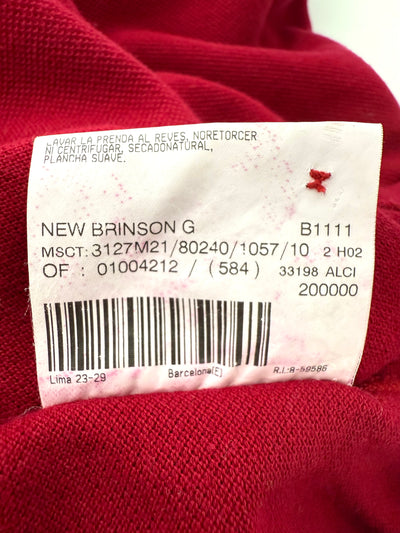 LAVAR LA PRENDA AL REVES, NORETORCER
NI CENTRIFUGAR, SECADONATURAL,
PLANCHA SUAVE.
NEW BRINSON G B1111
MSCT: 3127M21/80240/1057/10 2 H02
OF : 01004212 / (584) 33198 ALCI
200000
Lima 23-29 Barcelona(E) R.I.:B-59586